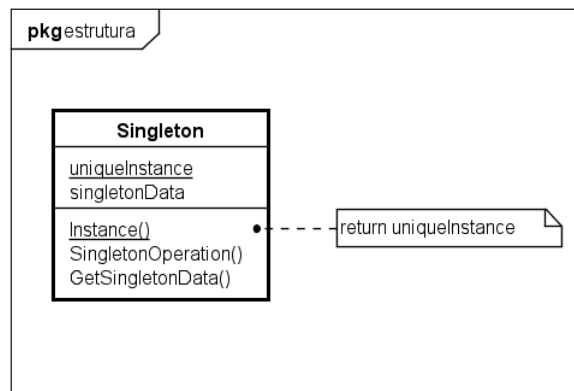 pkg estrutura
Singleton
uniqueInstance
singletonData
Instance()
SingletonOperation()
GetSingletonData()
return uniqueInstance